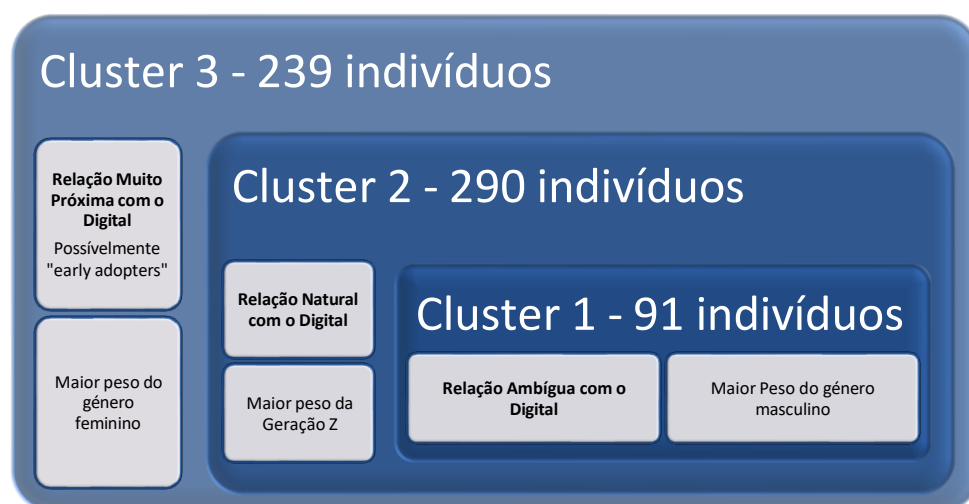 Cluster 3 - 239 indivíduos
Relação Muito
Próxima com o
Digital
Possívelmente
"early adopters"
Maior peso do
género
feminino
Cluster 2 - 290 indivíduos
Relação Natural
com o Digital
Maior peso da
Geração Z
Cluster 1 - 91 indivíduos
Relação Ambígua com o
Digital
Maior Peso do género
masculino